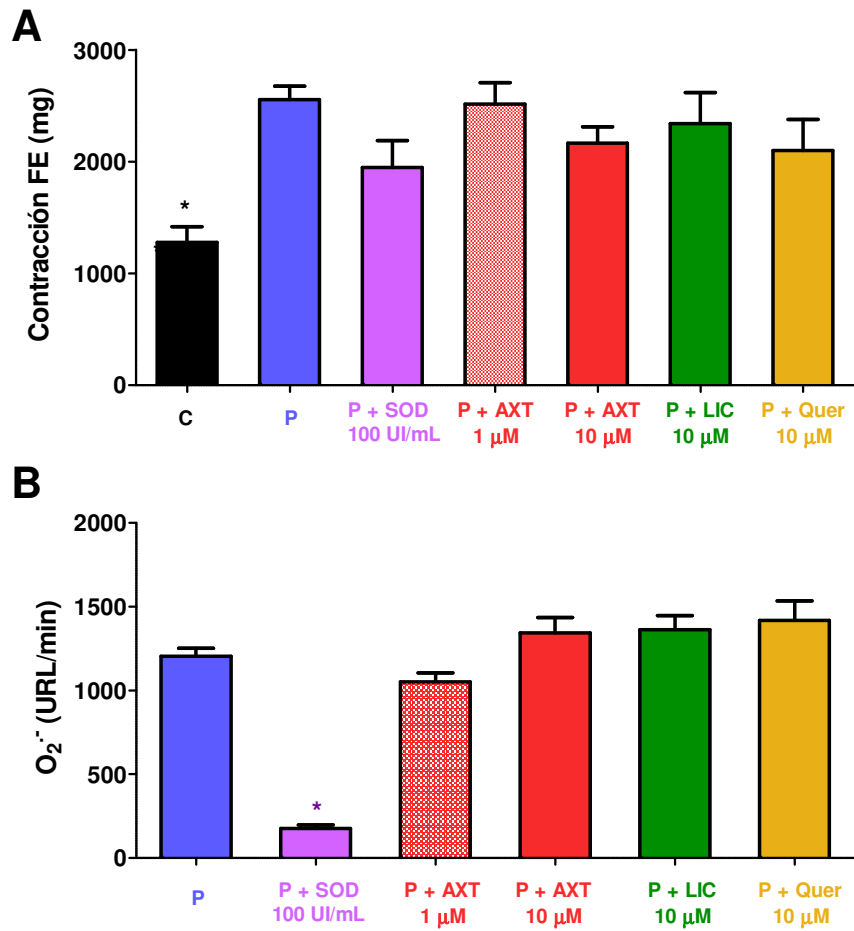 A
Contracción FE (mg)
3000
2000
1000
0
*
C
P
P + SOD
100 UI/mL
P + AXT
1 μM
P + AXT
10 μM
P + LIC
10 μM
P + Quer
10 μM
B
O₂·- (URL/min)
2000
1500
1000
500
0
*
P
P + SOD
100 UI/mL
P + AXT
1 μM
P + AXT
10 μM
P + LIC
10 μM
P + Quer
10 μM